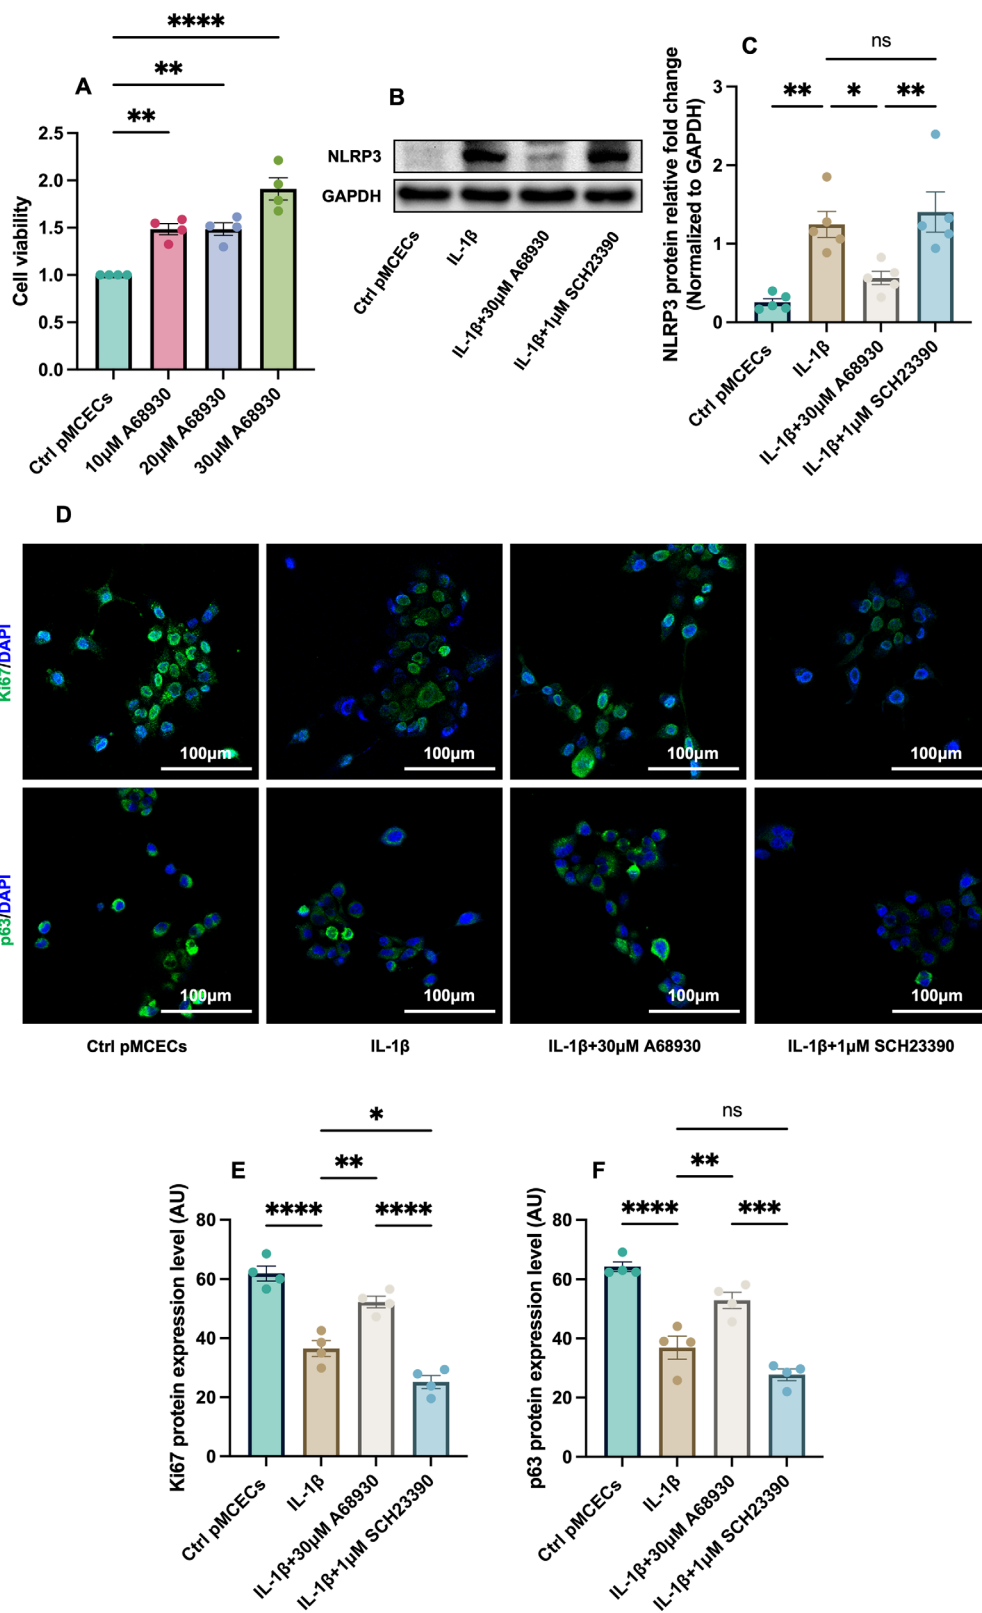 A
****
**
**
Cell viability
2.5
2.0
1.5
1.0
0.5
0.0
Ctrl pMCECs
10μM A68930
20μM A68930
30μM A68930
B
NLRP3
GAPDH
Ctrl pMCECs
IL-1β
IL-1β+30μM A68930
IL-1β+1μM SCH23390
C
ns
** * **
NLRP3 protein relative fold change
(Normalized to GAPDH)
3
2
1
0
Ctrl pMCECs
IL-1β
IL-1β+30μM A68930
IL-1β+1μM SCH23390
D
Ki67/DAPI
100μm
100μm
100μm
100μm
p63/DAPI
100μm
100μm
100μm
100μm
Ctrl pMCECs
IL-1β
IL-1β+30μM A68930
IL-1β+1μM SCH23390
E
*
**
**** ****
Ki67 protein expression level (AU)
80
60
40
20
0
Ctrl pMCECs
IL-1β
IL-1β+30μM A68930
IL-1β+1μM SCH23390
F
ns
**
**** ***
p63 protein expression level (AU)
80
60
40
20
0
Ctrl pMCECs
IL-1β
IL-1β+30μM A68930
IL-1β+1μM SCH23390